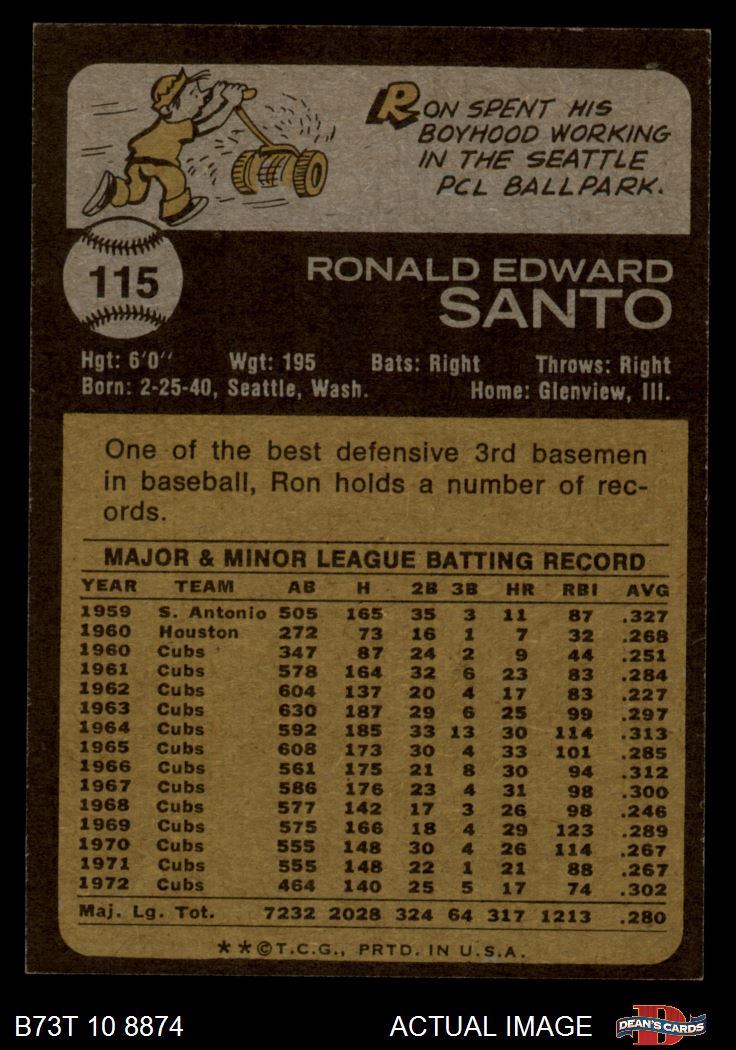 RON SPENT HIS
BOYHOOD WORKING
IN THE SEATTLE
PCL BALLPARK.
115
RONALD EDWARD
SANTO
Hgt: 6'0" Wgt: 195 Bats: Right Throws: Right
Born: 2-25-40, Seattle, Wash. Home: Glenview, Ill.
One of the best defensive 3rd basemen
in baseball, Ron holds a number of rec-
ords.
MAJOR & MINOR LEAGUE BATTING RECORD
YEAR TEAM AB H 2B 3B HR RBI AVG
1959 S. Antonio 505 165 35 3 11 87 .327
1960 Houston 272 73 16 1 7 32 .268
1960 Cubs 347 87 24 2 9 44 .251
1961 Cubs 578 164 32 6 23 83 .284
1962 Cubs 604 137 20 4 17 83 .227
1963 Cubs 630 187 29 6 25 99 .297
1964 Cubs 592 185 33 13 30 114 .313
1965 Cubs 608 173 30 4 33 101 .285
1966 Cubs 561 175 21 8 30 94 .312
1967 Cubs 586 176 23 4 31 98 .300
1968 Cubs 577 142 17 3 26 98 .246
1969 Cubs 575 166 18 4 29 123 .289
1970 Cubs 555 148 30 4 26 114 .267
1971 Cubs 555 148 22 1 21 88 .267
1972 Cubs 464 140 25 5 17 74 .302
Maj. Lg. Tot. 7232 2028 324 64 317 1213 .280
**©T.C.G., PRTD. IN U.S.A.
B73T 10 8874 ACTUAL IMAGE D DEAN'S CARDS